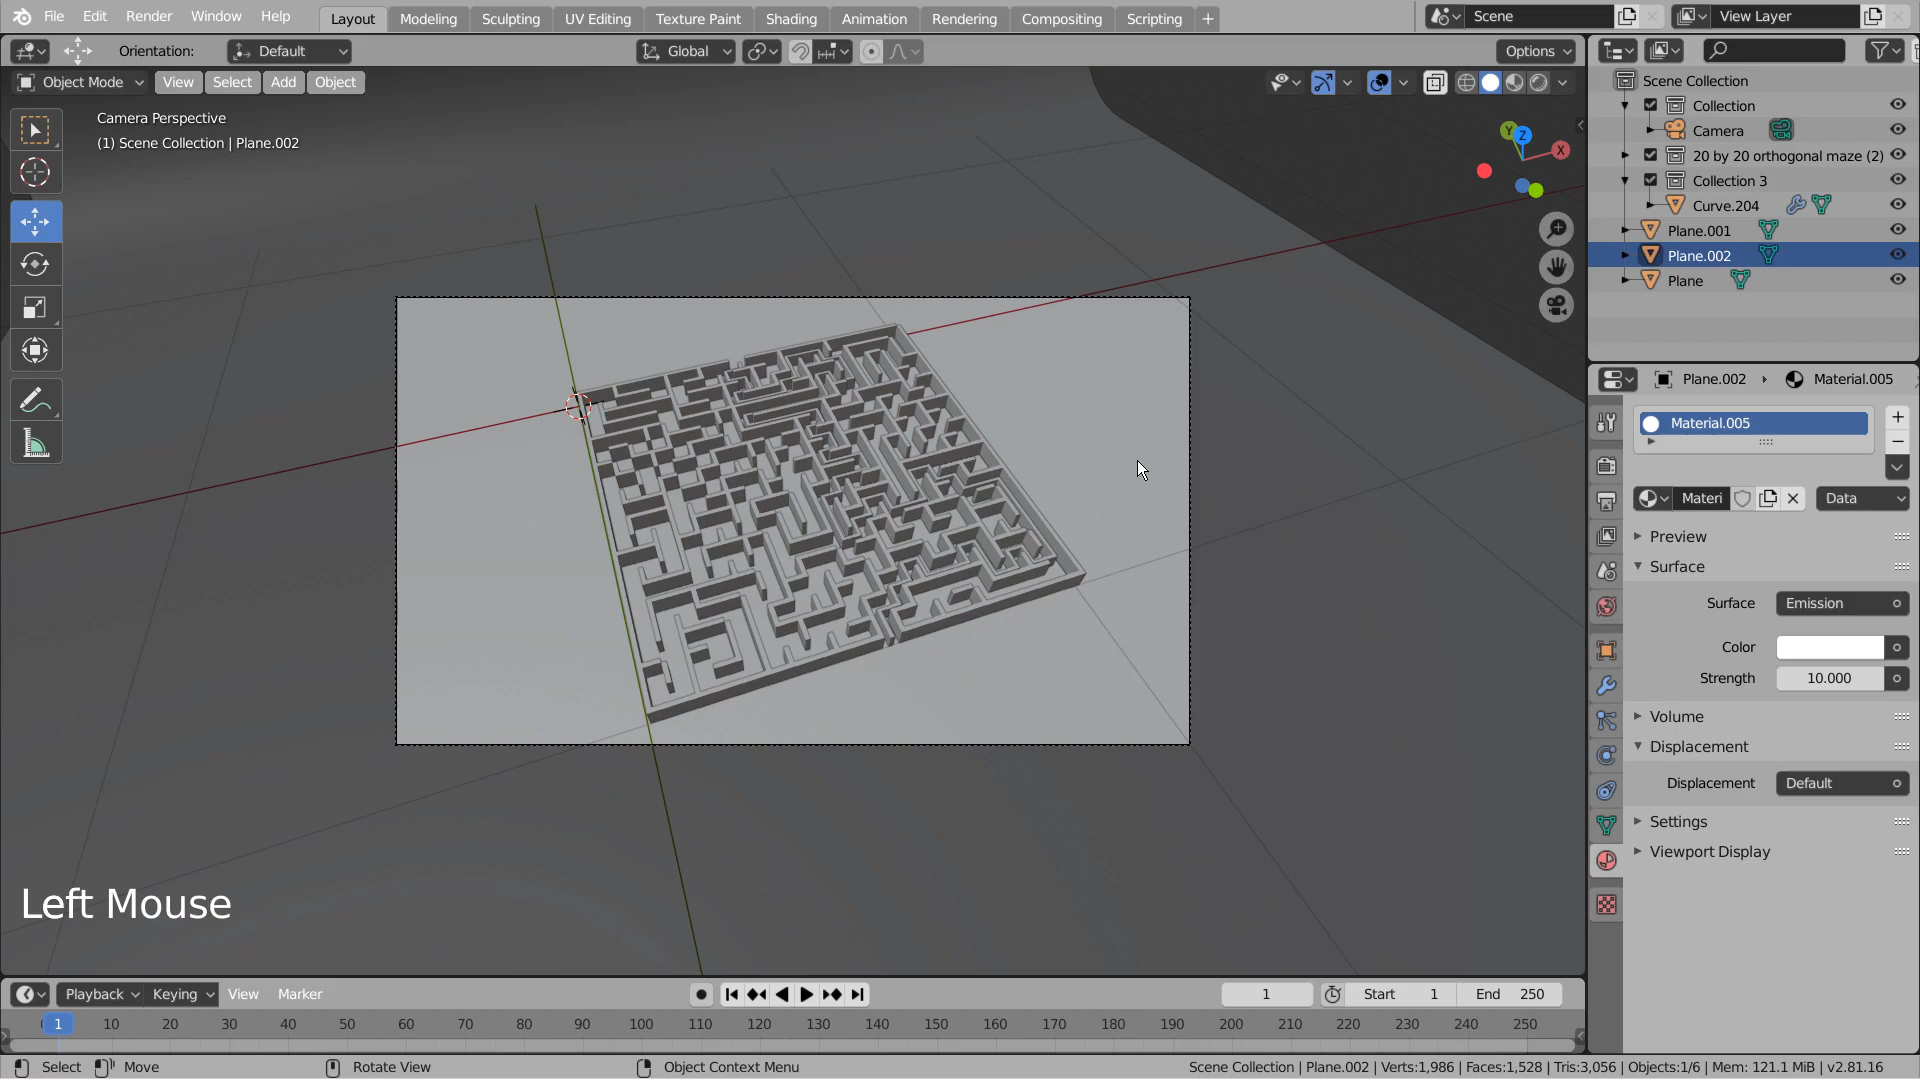 File Edit Render Window Help Layout Modeling Sculpting UV Editing Texture Paint Shading Animation Rendering Compositing Scripting + Scene View Layer
Orientation: Default Global Options
Object Mode View Select Add Object
Camera Perspective
(1) Scene Collection | Plane.002
Y Z X
Scene Collection
Collection
Camera
20 by 20 orthogonal maze (2)
Collection 3
Curve.204
Plane.001
Plane.002
Plane
Plane.002 Material.005
Material.005
Materi Data
Preview
Surface
Surface Emission
Color
Strength 10.000
Volume
Displacement
Displacement Default
Settings
Viewport Display
Left Mouse
Playback Keying View Marker 1 Start 1 End 250
1 10 20 30 40 50 60 70 80 90 100 110 120 130 140 150 160 170 180 190 200 210 220 230 240 250
Select Move Rotate View Object Context Menu Scene Collection | Plane.002 | Verts:1,986 | Faces:1,528 | Tris:3,056 | Objects:1/6 | Mem: 121.1 MiB | v2.81.16